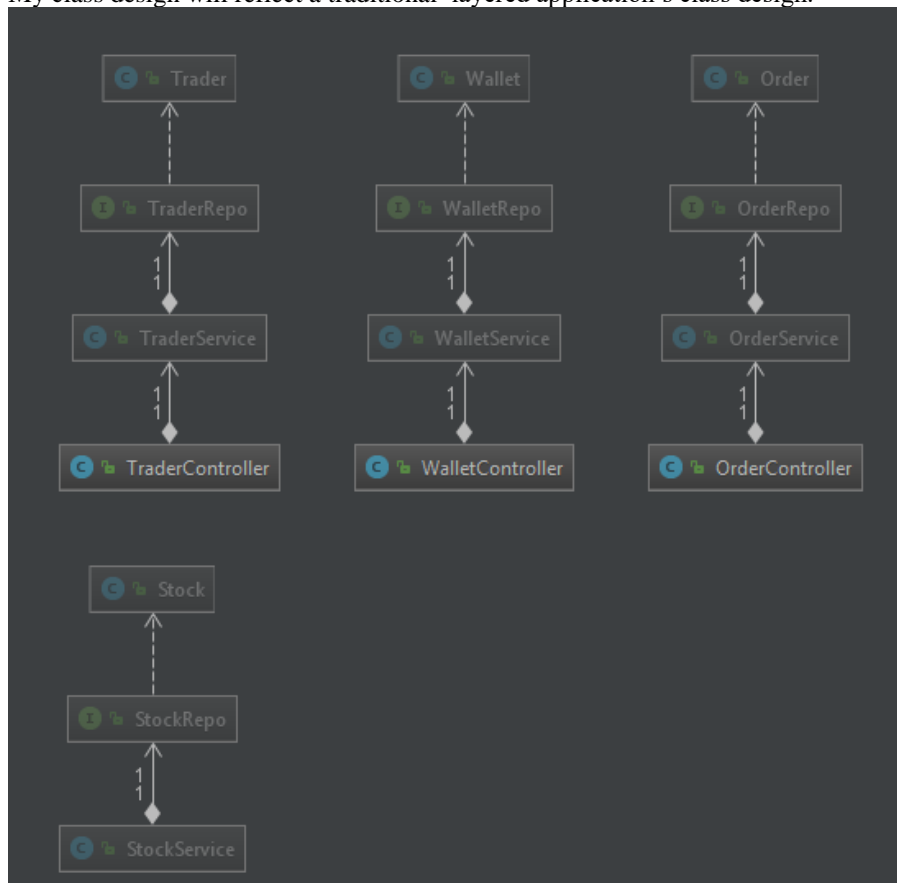 My class design will reflect a traditional layered application's class design.
C Trader
C Wallet
C Order
I TraderRepo
I WalletRepo
I OrderRepo
1
1
1
1
1
1
C TraderService
C WalletService
C OrderService
1
1
1
1
1
1
C TraderController
C WalletController
C OrderController
C Stock
I StockRepo
1
1
C StockService